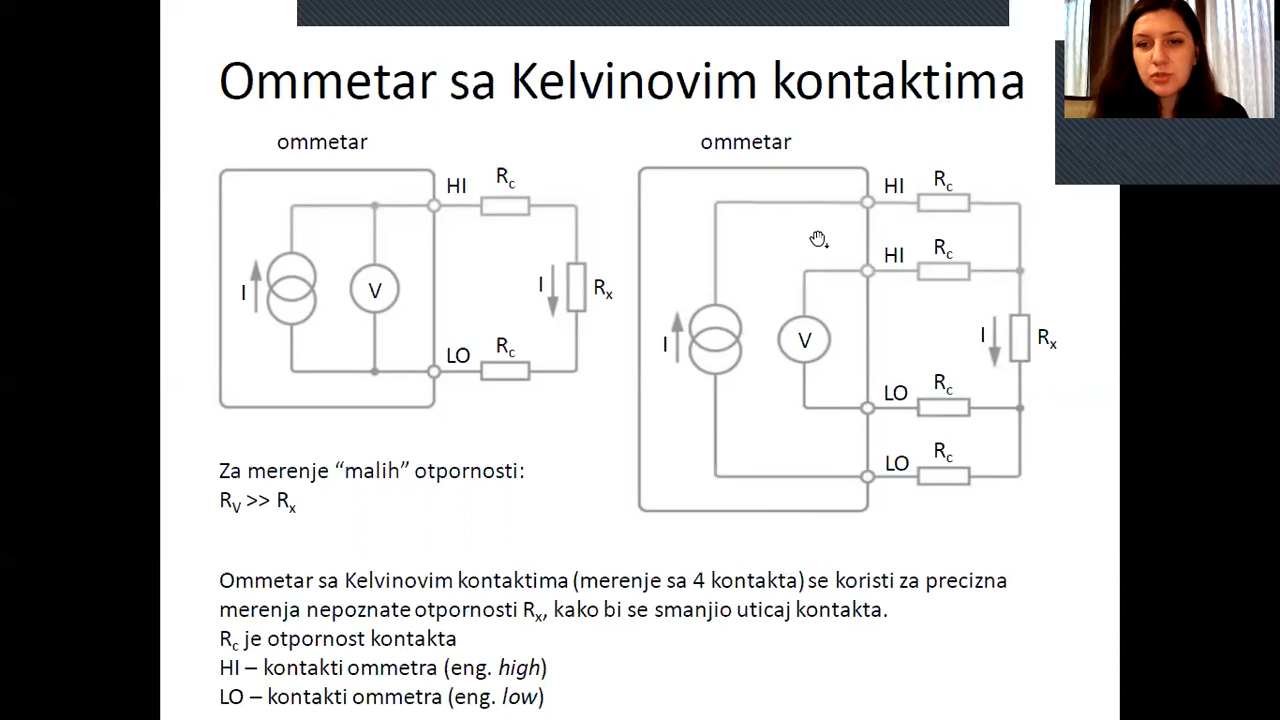 Ommetar sa Kelvinovim kontaktima
ommetar
HI
Rc
I
V
I
Rx
LO
Rc
ommetar
HI
Rc
HI
Rc
I
V
I
Rx
LO
Rc
LO
Rc
Za merenje “malih” otpornosti:
RV >> Rx
Ommetar sa Kelvinovim kontaktima (merenje sa 4 kontakta) se koristi za precizna
merenja nepoznate otpornosti Rx, kako bi se smanjio uticaj kontakta.
Rc je otpornost kontakta
HI – kontakti ommetra (eng. high)
LO – kontakti ommetra (eng. low)